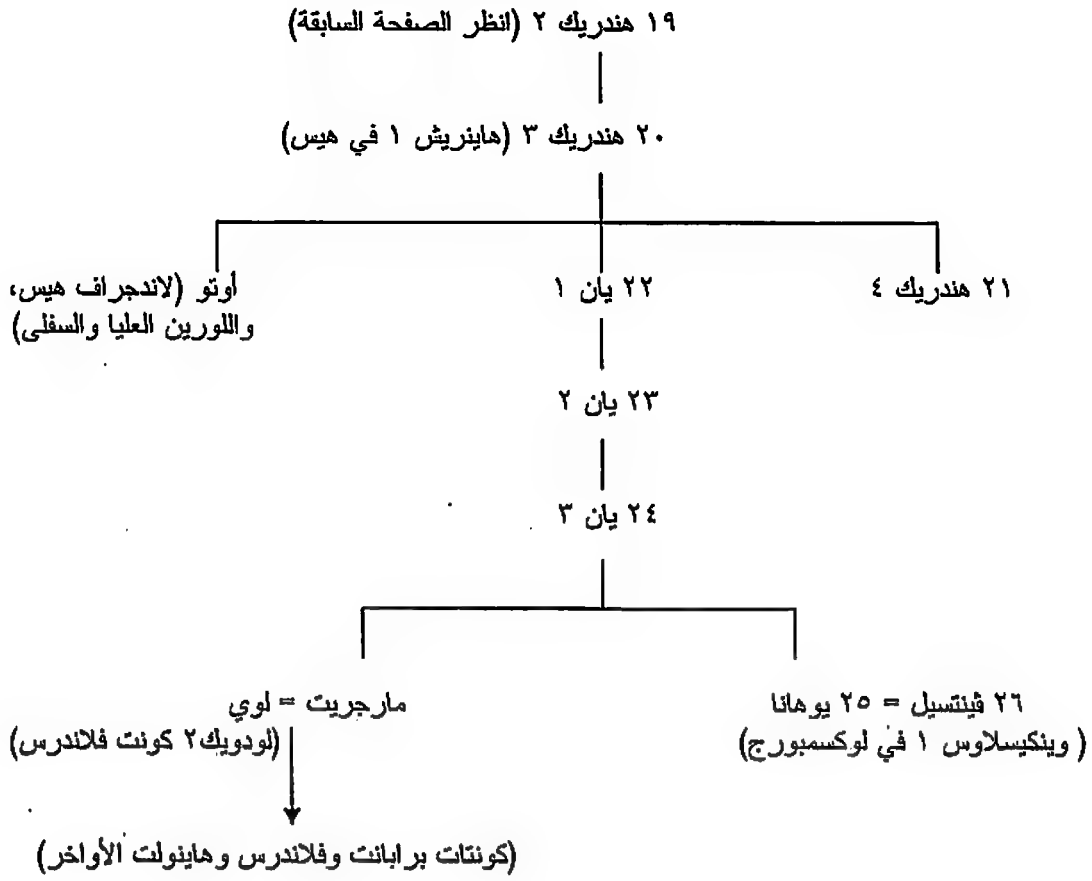 ١٩ هندريك ٢ (انظر الصفحة السابقة)
٢٠ هندريك ٣ (هاينريش ١ في هيس)
٢١ هندريك ٤
٢٢ يان ١
أوتو (لاندجراف هيس،
واللورين العليا والسفلى)
٢٣ يان ٢
٢٤ يان ٣
٢٦ ڤينتسيل = ٢٥ يوهانا
(وينكيسلاوس ١ في لوكسمبورج)
مارجريت = لوي
(لودويك٢ كونت فلاندرس)
(كونتات برابانت وفلاندرس وهاينولت الأواخر)